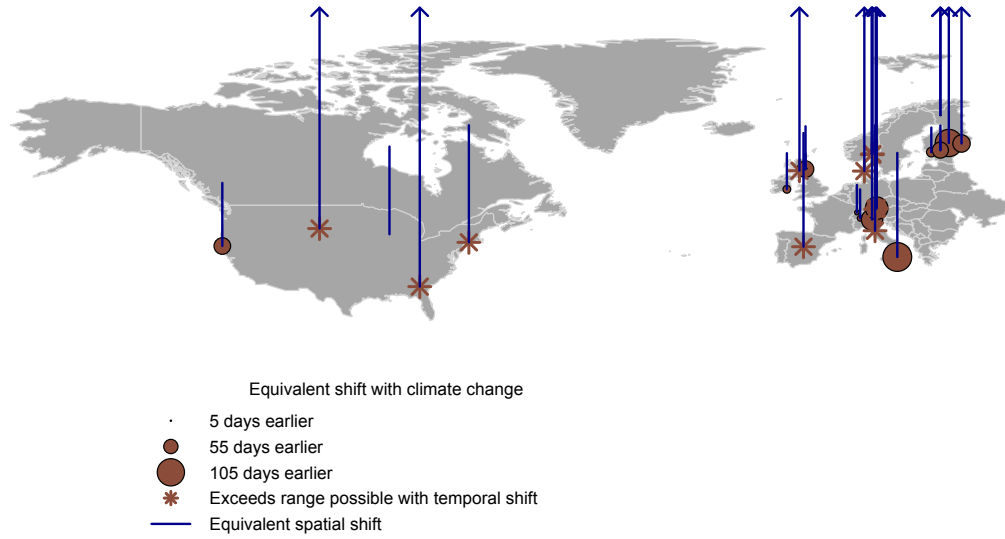 Equivalent shift with climate change
5 days earlier
55 days earlier
105 days earlier
Exceeds range possible with temporal shift
Equivalent spatial shift